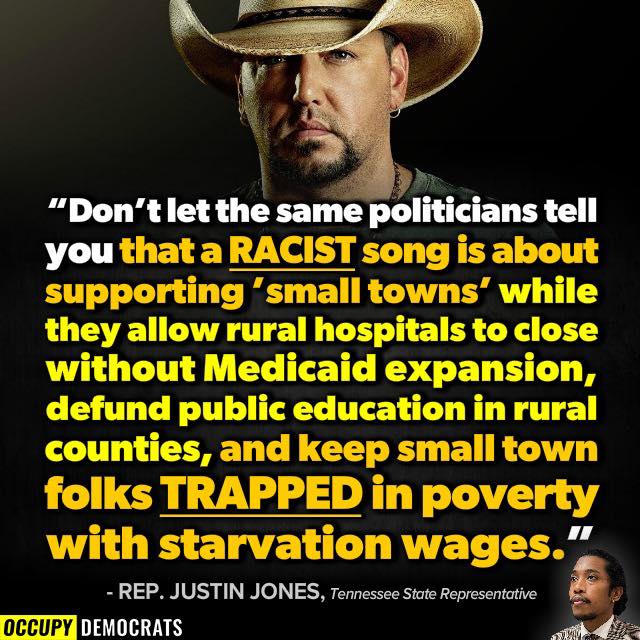 “Don’t let the same politicians tell
you that a RACIST song is about
supporting ‘small towns’ while
they allow rural hospitals to close
without Medicaid expansion,
defund public education in rural
counties, and keep small town
folks TRAPPED in poverty
with starvation wages.”
- REP. JUSTIN JONES, Tennessee State Representative
OCCUPY DEMOCRATS